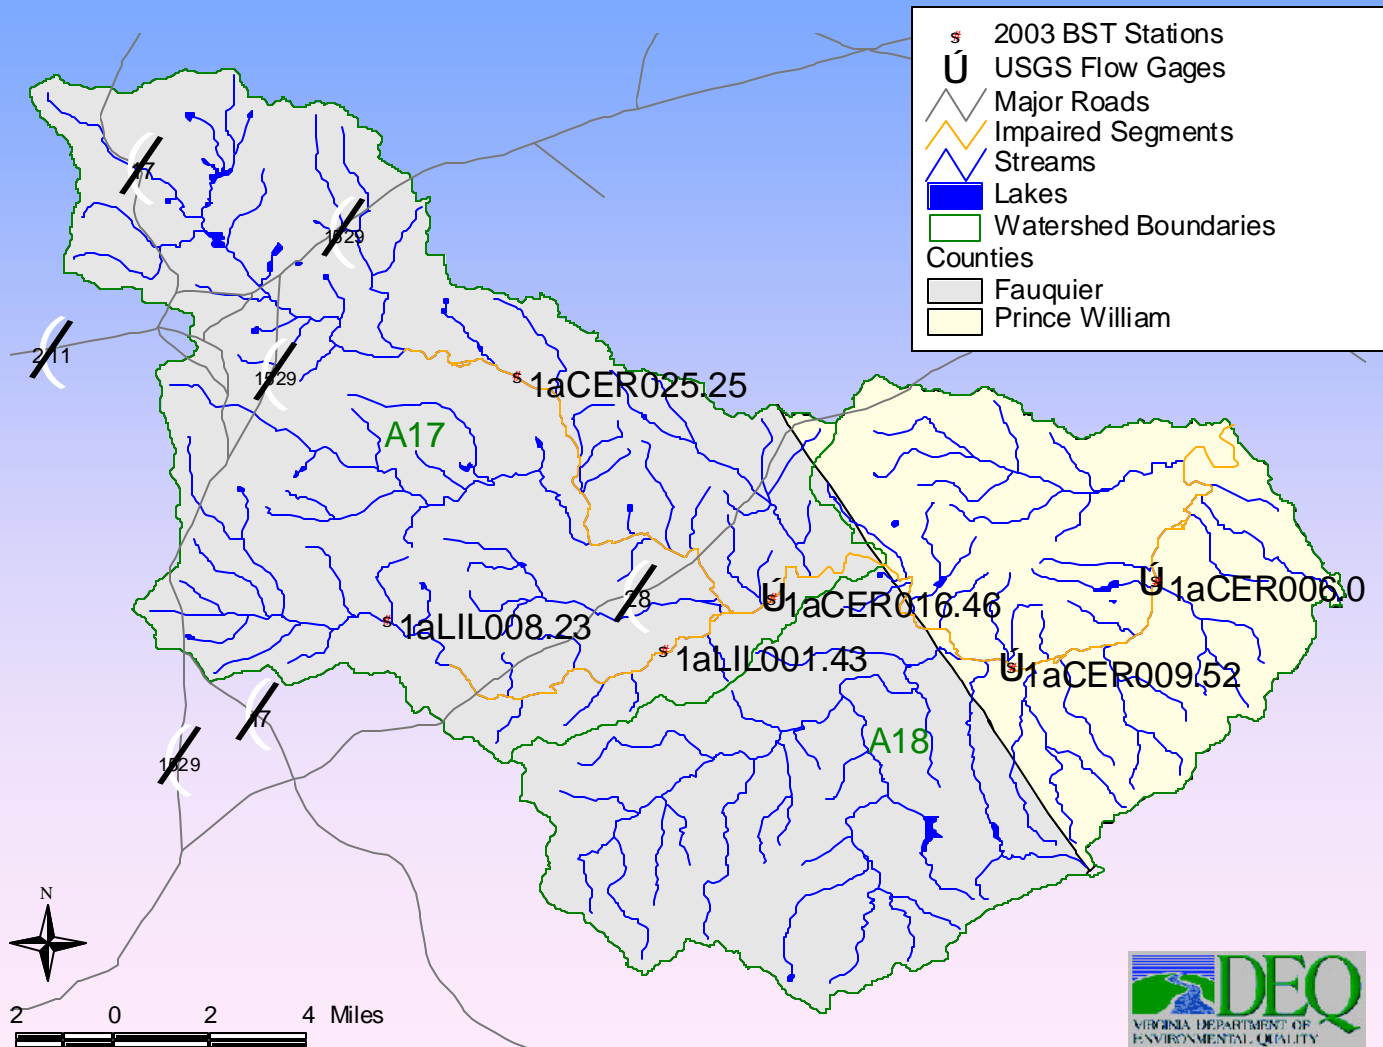 $ 2003 BST Stations
Ú USGS Flow Gages
Major Roads
Impaired Segments
Streams
Lakes
Watershed Boundaries
Counties
Fauquier
Prince William
17
1529
211
1529
$ 1aCER025.25
A17
28
Ú
$ 1aCER006.0
Ú
$ 1aCER016.46
$ 1aLIL008.23
$ 1aLIL001.43
Ú
$ 1aCER009.52
A18
17
1529
N
2 0 2 4 Miles
DEQ
VIRGINIA DEPARTMENT OF
ENVIRONMENTAL QUALITY